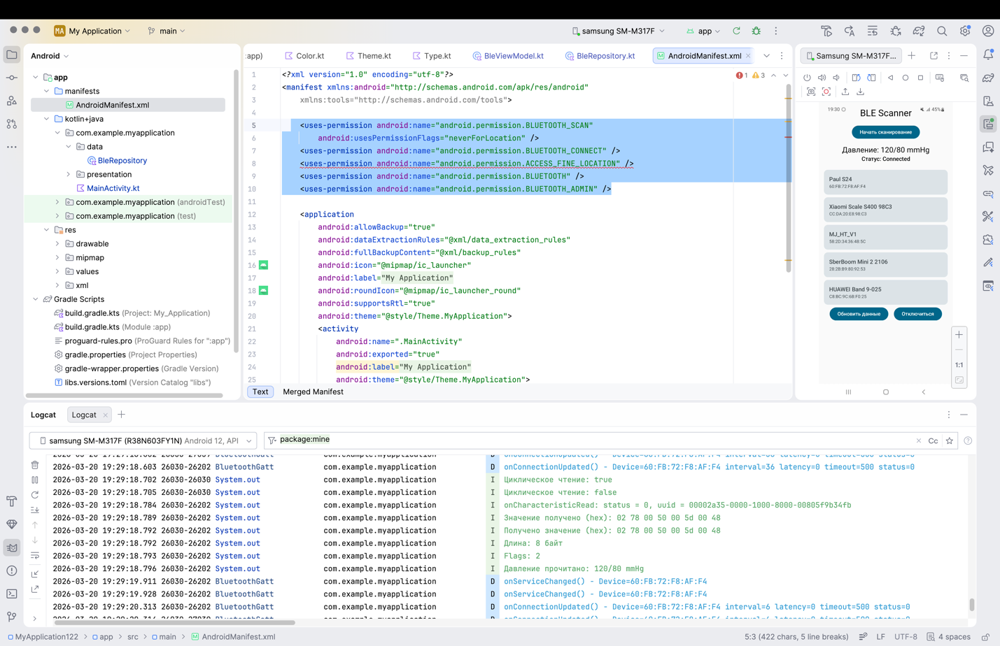 MA My Application main samsung SM-M317F app
Android
app
manifests
AndroidManifest.xml
kotlin+java
com.example.myapplication
data
BleRepository
presentation
MainActivity.kt
com.example.myapplication (androidTest)
com.example.myapplication (test)
res
drawable
mipmap
values
xml
Gradle Scripts
build.gradle.kts (Project: My_Application)
build.gradle.kts (Module :app)
proguard-rules.pro (ProGuard Rules for ":app")
gradle.properties (Project Properties)
gradle-wrapper.properties (Gradle Version)
libs.versions.toml (Version Catalog "libs")
:app) Color.kt Theme.kt Type.kt BleViewModel.kt BleRepository.kt AndroidManifest.xml
1 3
1 <?xml version="1.0" encoding="utf-8"?>
2 <manifest xmlns:android="http://schemas.android.com/apk/res/android"
3 xmlns:tools="http://schemas.android.com/tools">
4
5 <uses-permission android:name="android.permission.BLUETOOTH_SCAN"
6 android:usesPermissionFlags="neverForLocation" />
7 <uses-permission android:name="android.permission.BLUETOOTH_CONNECT" />
8 <uses-permission android:name="android.permission.ACCESS_FINE_LOCATION" />
9 <uses-permission android:name="android.permission.BLUETOOTH" />
10 <uses-permission android:name="android.permission.BLUETOOTH_ADMIN" />
11
12 <application
13 android:allowBackup="true"
14 android:dataExtractionRules="@xml/data_extraction_rules"
15 android:fullBackupContent="@xml/backup_rules"
16 android:icon="@mipmap/ic_launcher"
17 android:label="My Application"
18 android:roundIcon="@mipmap/ic_launcher_round"
19 android:supportsRtl="true"
20 android:theme="@style/Theme.MyApplication">
21 <activity
22 android:name=".MainActivity"
23 android:exported="true"
24 android:label="My Application"
25 android:theme="@style/Theme.MyApplication">
Text Merged Manifest
Samsung SM-M317F...
19:30 45%
BLE Scanner
Начать сканирование
Давление: 120/80 mmHg
Статус: Connected
Paul S24
60:FB:72:F8:AF:F4
Xiaomi Scale S400 98C3
CC:DA:20:E8:98:C3
MJ_HT_V1
58:2D:34:36:48:5C
SberBoom Mini 2 2106
28:2B:B9:80:92:53
HUAWEI Band 9-025
C8:BC:9C:6B:F0:25
Обновить данные Отключиться
1:1
Logcat Logcat
samsung SM-M317F (R38N603FY1N) Android 12, API
package:mine
Cc
2026-03-20 19:29:18.603 26030-26202 BluetoothGatt com.example.myapplication D onConnectionUpdated() - Device=60:FB:72:F8:AF:F4 interval=36 latency=0 timeout=500 status=0
2026-03-20 19:29:18.702 26030-26030 System.out com.example.myapplication I Циклическое чтение: true
2026-03-20 19:29:18.705 26030-26030 System.out com.example.myapplication I Циклическое чтение: false
2026-03-20 19:29:18.784 26030-26202 System.out com.example.myapplication I onCharacteristicRead: status = 0, uuid = 00002a35-0000-1000-8000-00805f9b34fb
2026-03-20 19:29:18.789 26030-26202 System.out com.example.myapplication I Значение получено (hex): 02 78 00 50 00 5d 00 48
2026-03-20 19:29:18.792 26030-26202 System.out com.example.myapplication I Получено значение (hex): 02 78 00 50 00 5d 00 48
2026-03-20 19:29:18.792 26030-26202 System.out com.example.myapplication I Длина: 8 байт
2026-03-20 19:29:18.793 26030-26202 System.out com.example.myapplication I Flags: 2
2026-03-20 19:29:18.796 26030-26202 System.out com.example.myapplication I Давление прочитано: 120/80 mmHg
2026-03-20 19:29:19.911 26030-26202 BluetoothGatt com.example.myapplication D onServiceChanged() - Device=60:FB:72:F8:AF:F4
2026-03-20 19:29:19.928 26030-26202 BluetoothGatt com.example.myapplication D onServiceChanged() - Device=60:FB:72:F8:AF:F4
2026-03-20 19:29:20.313 26030-26202 BluetoothGatt com.example.myapplication D onConnectionUpdated() - Device=60:FB:72:F8:AF:F4 interval=6 latency=0 timeout=500 status=0
MyApplication122 app src main AndroidManifest.xml
5:3 (422 chars, 5 line breaks) LF UTF-8 4 spaces